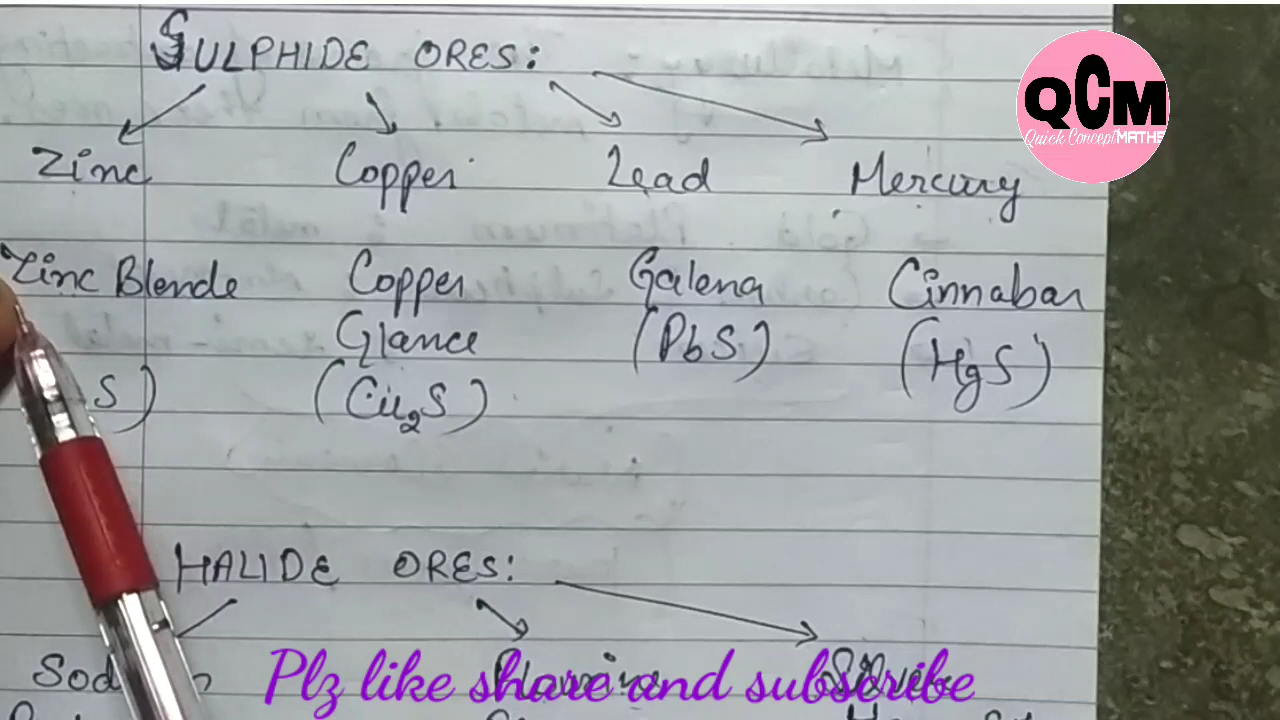 SULPHIDE ORES:
Zinc Copper Lead Mercury
Zinc Blende Copper Galena Cinnabar
Glance (PbS) (HgS)
S) (Cu2S)
HALIDE ORES:
Plz like share and subscribe
QCM
Quick Concept MATHS